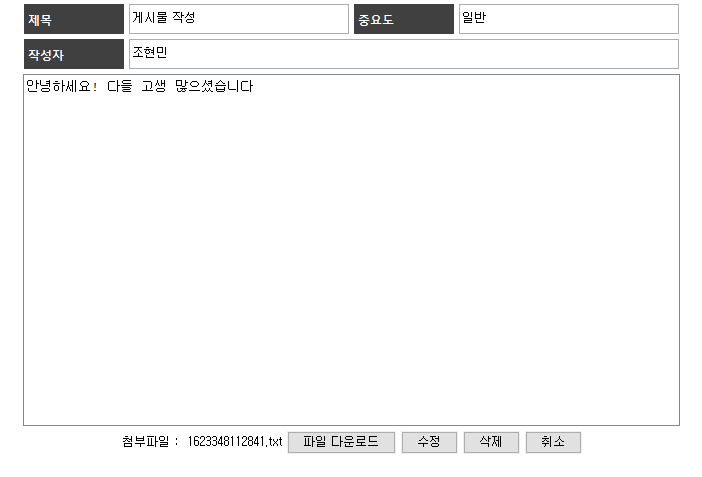 제목 게시물 작성 중요도 일반
작성자 조현민
안녕하세요! 다들 고생 많으셨습니다
첨부파일 : 1623348112841.txt 파일 다운로드 수정 삭제 취소